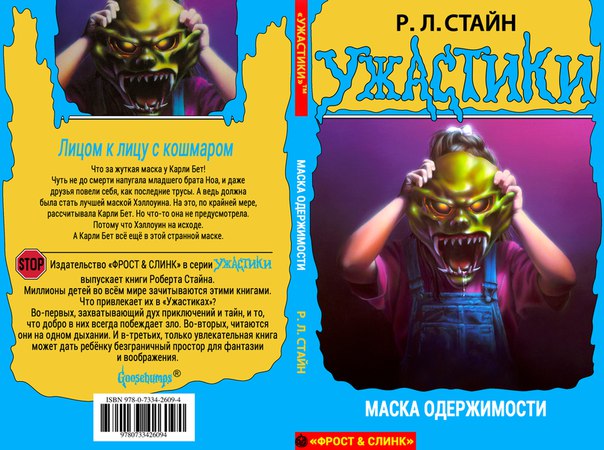 Лицом к лицу с кошмаром
Что за жуткая маска у Карли Бет!
Чуть не до смерти напугала младшего брата Ноа, и даже
друзья повели себя, как последние трусы. А ведь должна
была стать лучшей маской Хэллоуина. На это, по крайней мере,
рассчитывала Карли Бет. Но что-то она не предусмотрела.
Потому что Хэллоуин на исходе.
А Карли Бет всё ещё в этой странной маске.
STOP
Издательство «ФРОСТ & СЛИНК» в серии УЖАСТИКИ
выпускает книги Роберта Стайна.
Миллионы детей во всём мире зачитываются этими книгами.
Что привлекает их в «Ужастиках»?
Во-первых, захватывающий дух приключений и тайн, и то,
что добро в них всегда побеждает зло. Во-вторых, читаются
они на одном дыхании. И в-третьих, только увлекательная книга
может дать ребёнку безграничный простор для фантазии
и воображения.
Goosebumps®
ISBN 978-0-7334-2609-4
9780733426094
«УЖАСТИКИ»™
МАСКА ОДЕРЖИМОСТИ
Р. Л. СТАЙН
Р. Л. СТАЙН
УЖАСТИКИ
МАСКА ОДЕРЖИМОСТИ
«ФРОСТ & СЛИНК»